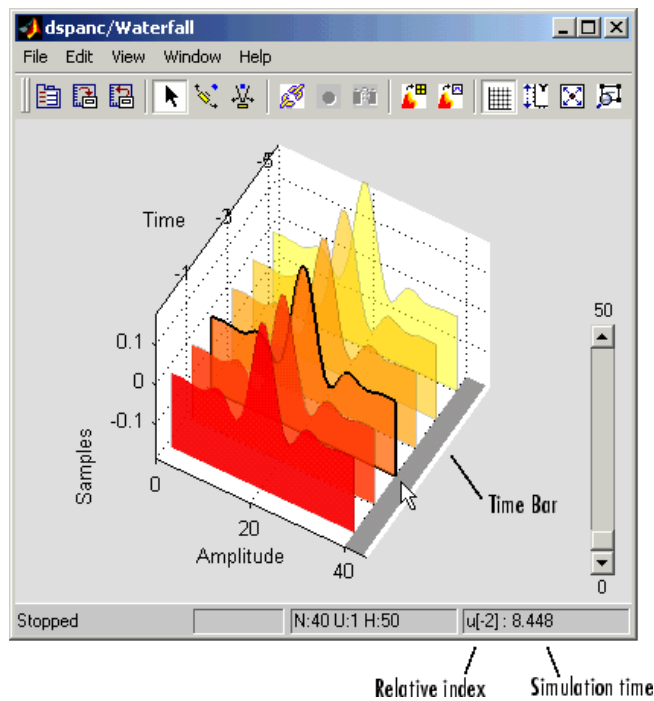 dspanc/Waterfall
File Edit View Window Help
-5
Time
-3
-1
50
0.1
0
-0.1
Samples
0
Time Bar
20
Amplitude
40
0
Stopped
N:40 U:1 H:50
u[-2] : 8.448
Relative index
Simulation time